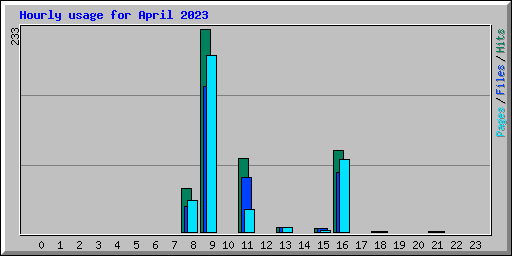 Hourly usage for April 2023
233
Pages/Files/Hits
0 1 2 3 4 5 6 7 8 9 10 11 12 13 14 15 16 17 18 19 20 21 22 23